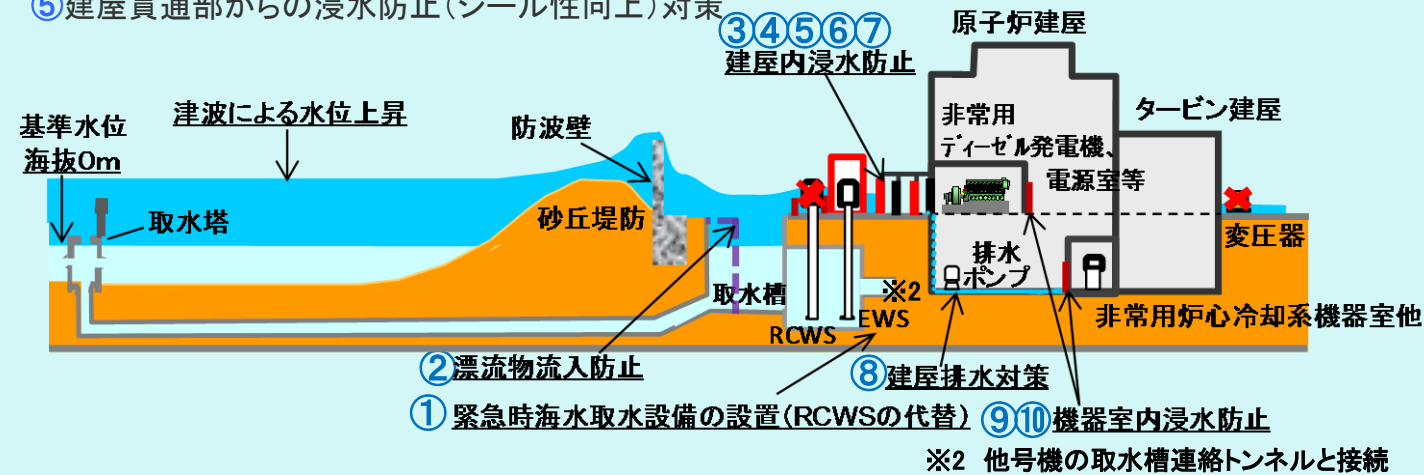 ⑤建屋貫通部からの浸水防止(シール性向上)対策
③④⑤⑥⑦
建屋内浸水防止
原子炉建屋
津波による水位上昇
基準水位
海抜0m
防波壁
非常用
ディーゼル発電機、
電源室等
タービン建屋
取水塔
砂丘堤防
変圧器
排水
ポンプ
取水槽
※2
RCWS
EWS
非常用炉心冷却系機器室他
②漂流物流入防止
⑧建屋排水対策
①緊急時海水取水設備の設置(RCWSの代替)
⑨⑩機器室内浸水防止
※2 他号機の取水槽連絡トンネルと接続